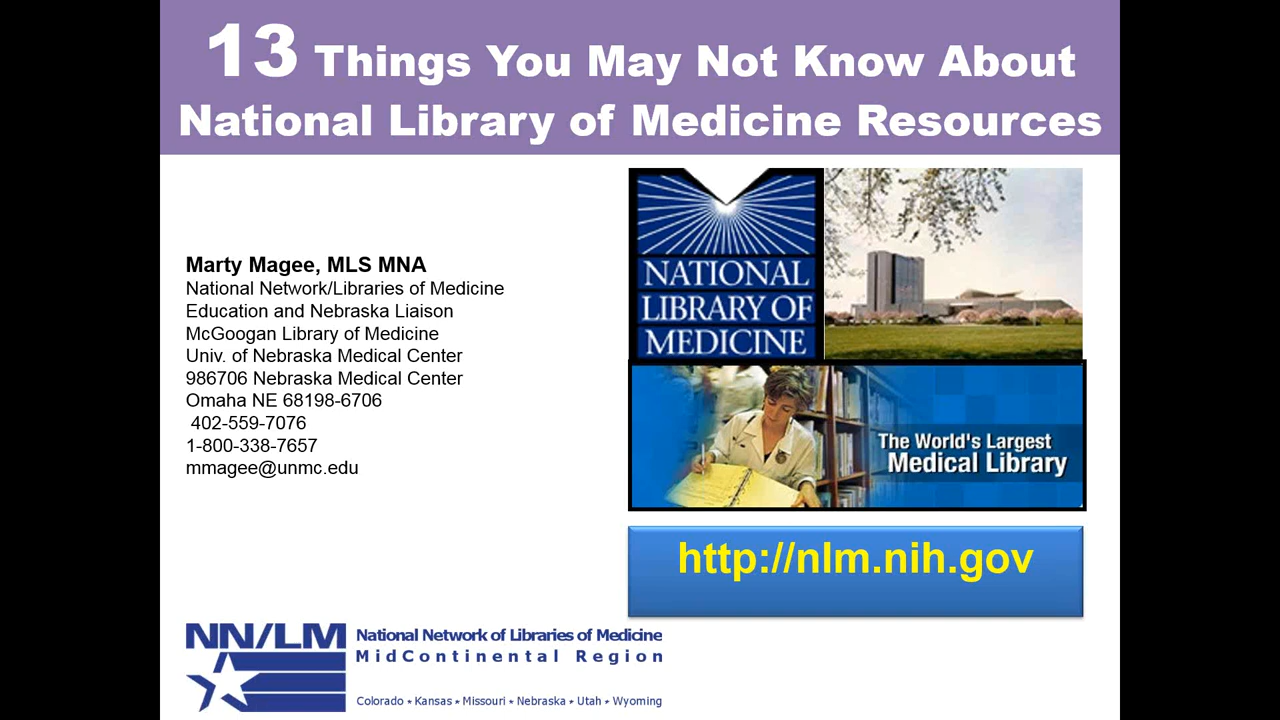 13 Things You May Not Know About
National Library of Medicine Resources
Marty Magee, MLS MNA
National Network/Libraries of Medicine
Education and Nebraska Liaison
McGoogan Library of Medicine
Univ. of Nebraska Medical Center
986706 Nebraska Medical Center
Omaha NE 68198-6706
402-559-7076
1-800-338-7657
mmagee@unmc.edu
NATIONAL
LIBRARY OF
MEDICINE
The World's Largest
Medical Library
http://nlm.nih.gov
NN/LM
National Network of Libraries of Medicine
MidContinental Region
Colorado ⋆ Kansas ⋆ Missouri ⋆ Nebraska ⋆ Utah ⋆ Wyoming